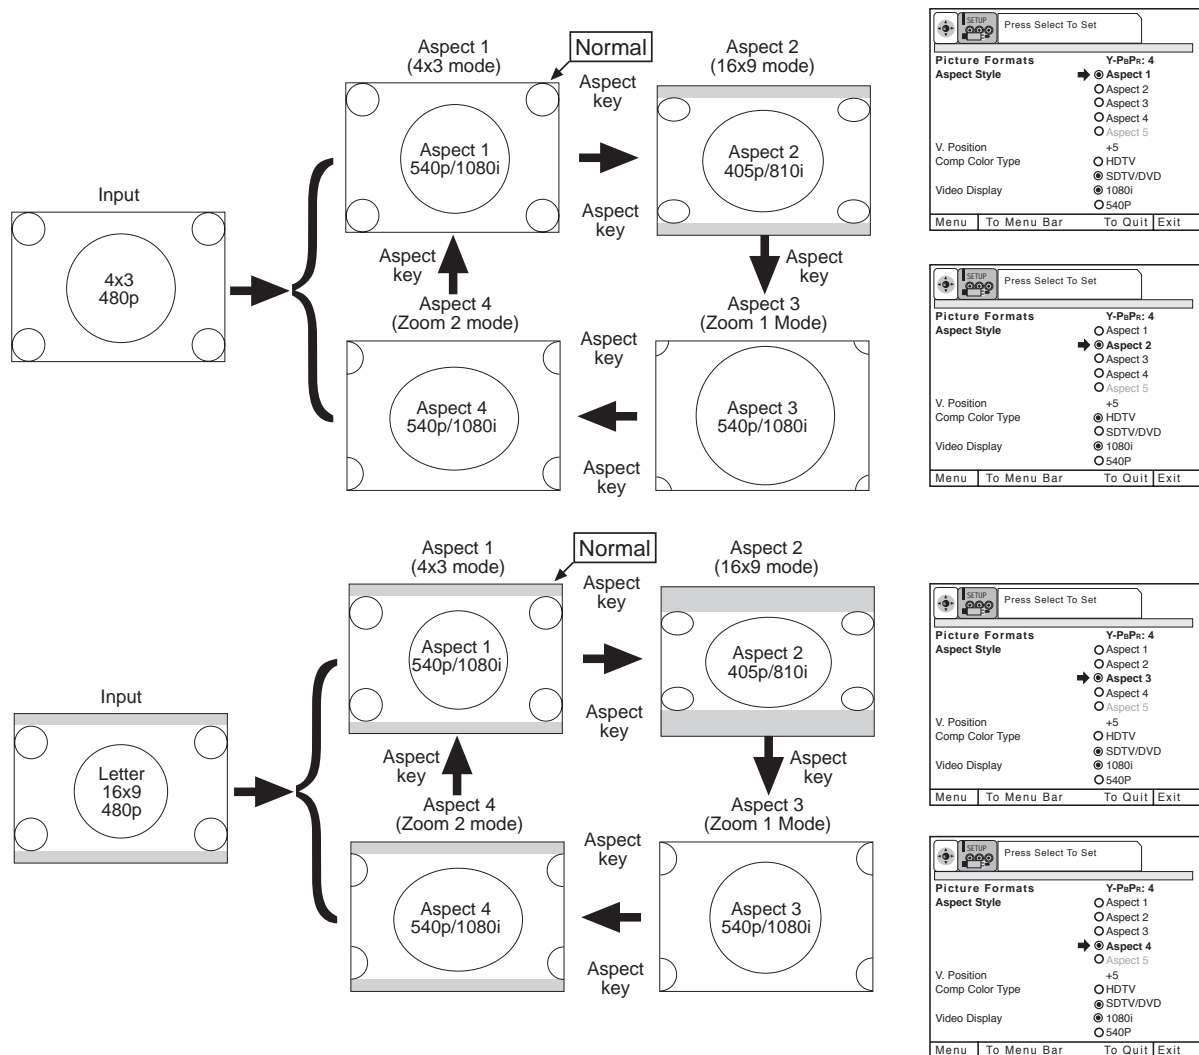 Aspect 1
(4x3 mode)
Normal
Aspect
key
Aspect 2
(16x9 mode)
Aspect 1
540p/1080i
Aspect 2
405p/810i
Input
4x3
480p
Aspect
key
Aspect
key
Aspect
key
Aspect 4
(Zoom 2 mode)
Aspect
key
Aspect 3
(Zoom 1 Mode)
Aspect 4
540p/1080i
Aspect 3
540p/1080i
Aspect
key
Aspect 1
(4x3 mode)
Normal
Aspect
key
Aspect 2
(16x9 mode)
Aspect 1
540p/1080i
Aspect 2
405p/810i
Input
Letter
16x9
480p
Aspect
key
Aspect
key
Aspect
key
Aspect 4
(Zoom 2 mode)
Aspect
key
Aspect 3
(Zoom 1 Mode)
Aspect 4
540p/1080i
Aspect 3
540p/1080i
Aspect
key
SETUP
Press Select To Set
Picture Formats Y-PBPR: 4
Aspect Style Aspect 1
Aspect 2
Aspect 3
Aspect 4
Aspect 5
V. Position +5
Comp Color Type HDTV
SDTV/DVD
Video Display 1080i
540P
Menu To Menu Bar To Quit Exit
SETUP
Press Select To Set
Picture Formats Y-PBPR: 4
Aspect Style Aspect 1
Aspect 2
Aspect 3
Aspect 4
Aspect 5
V. Position +5
Comp Color Type HDTV
SDTV/DVD
Video Display 1080i
540P
Menu To Menu Bar To Quit Exit
SETUP
Press Select To Set
Picture Formats Y-PBPR: 4
Aspect Style Aspect 1
Aspect 2
Aspect 3
Aspect 4
Aspect 5
V. Position +5
Comp Color Type HDTV
SDTV/DVD
Video Display 1080i
540P
Menu To Menu Bar To Quit Exit
SETUP
Press Select To Set
Picture Formats Y-PBPR: 4
Aspect Style Aspect 1
Aspect 2
Aspect 3
Aspect 4
Aspect 5
V. Position +5
Comp Color Type HDTV
SDTV/DVD
Video Display 1080i
540P
Menu To Menu Bar To Quit Exit